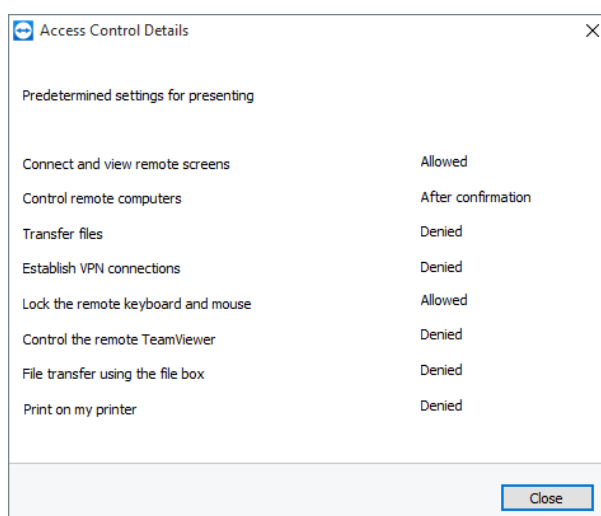 Access Control Details
Predetermined settings for presenting
Connect and view remote screens Allowed
Control remote computers After confirmation
Transfer files Denied
Establish VPN connections Denied
Lock the remote keyboard and mouse Allowed
Control the remote TeamViewer Denied
File transfer using the file box Denied
Print on my printer Denied
Close